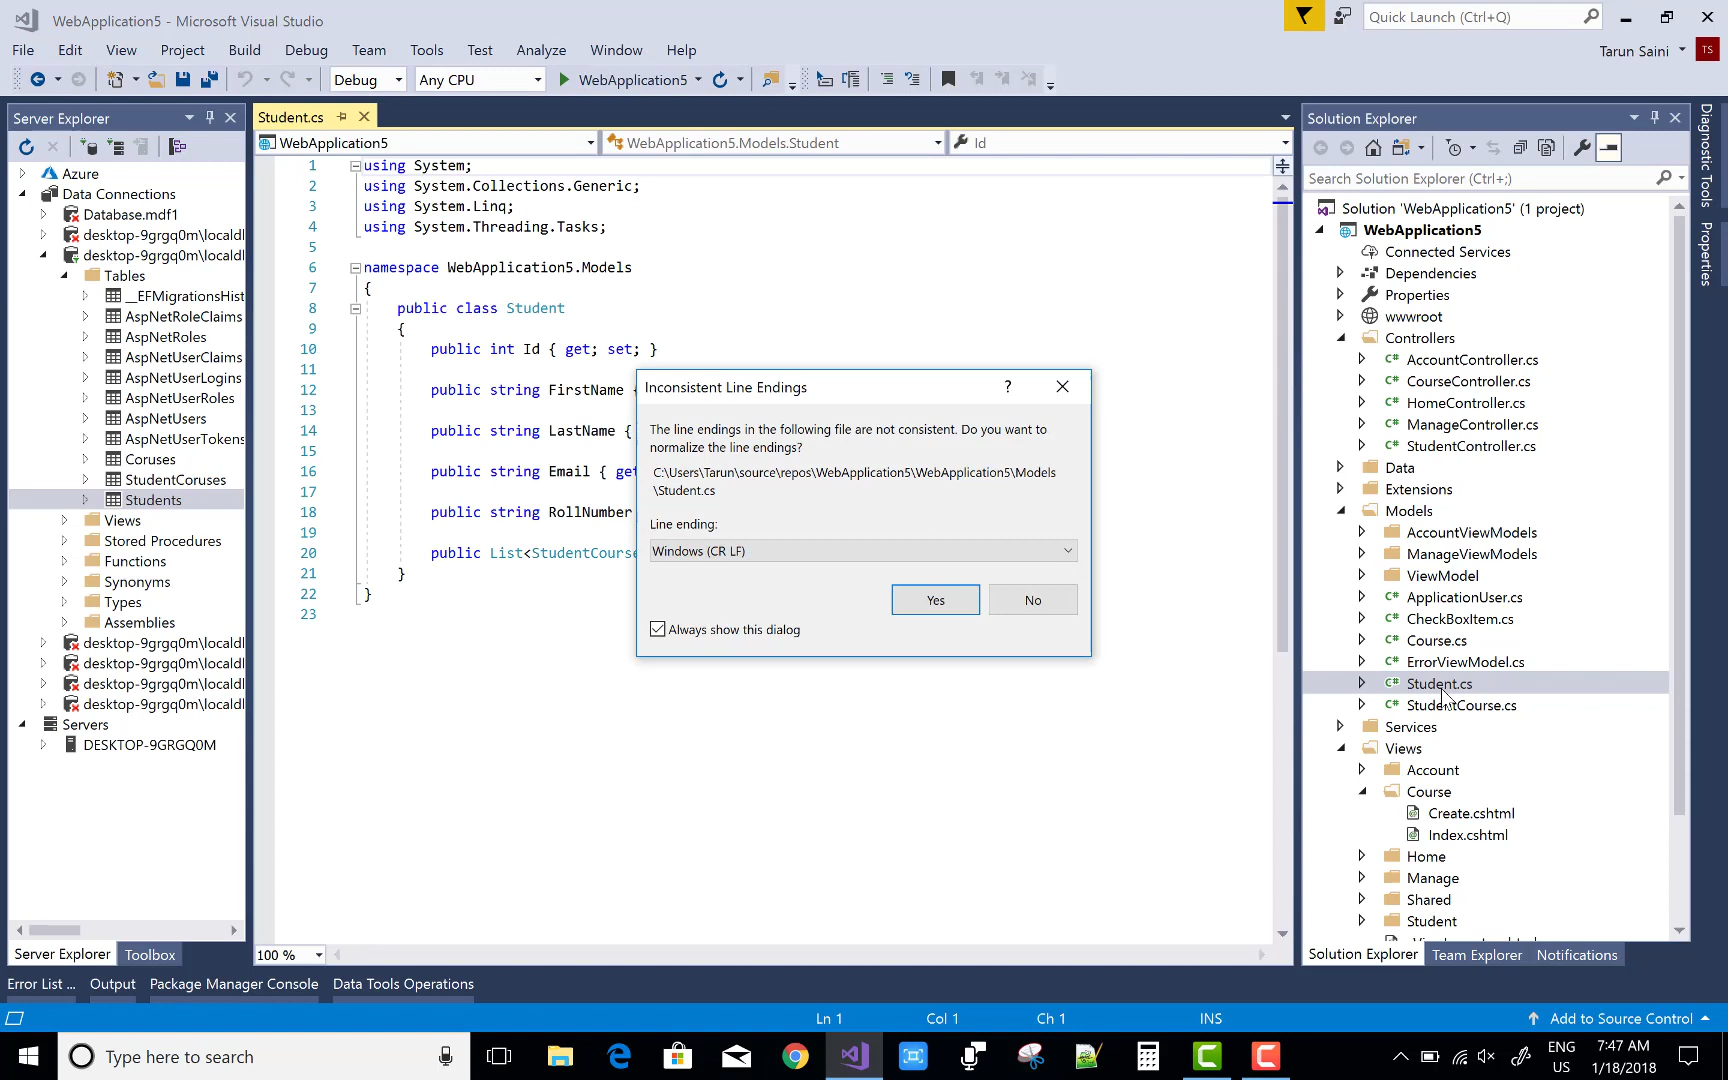 WebApplication5 - Microsoft Visual Studio
Quick Launch (Ctrl+Q)
File Edit View Project Build Debug Team Tools Test Analyze Window Help
Tarun Saini
TS
Debug
Any CPU
WebApplication5
Server Explorer
Azure
Data Connections
Database.mdf1
desktop-9grgq0m\localdl
desktop-9grgq0m\localdl
Tables
__EFMigrationsHist
AspNetRoleClaims
AspNetRoles
AspNetUserClaims
AspNetUserLogins
AspNetUserRoles
AspNetUsers
AspNetUserTokens
Coruses
StudentCoruses
Students
Views
Stored Procedures
Functions
Synonyms
Types
Assemblies
desktop-9grgq0m\localdl
desktop-9grgq0m\localdl
desktop-9grgq0m\localdl
desktop-9grgq0m\localdl
Servers
DESKTOP-9GRGQ0M
Server Explorer
Toolbox
Student.cs
WebApplication5
WebApplication5.Models.Student
Id
1 using System;
2 using System.Collections.Generic;
3 using System.Linq;
4 using System.Threading.Tasks;
5
6 namespace WebApplication5.Models
7 {
8 public class Student
9 {
10 public int Id { get; set; }
11
12 public string FirstName {
13
14 public string LastName {
15
16 public string Email { get
17
18 public string RollNumber
19
20 public List<StudentCourse
21 }
22 }
23
100 %
Inconsistent Line Endings
?
The line endings in the following file are not consistent. Do you want to
normalize the line endings?
C:\Users\Tarun\source\repos\WebApplication5\WebApplication5\Models
\Student.cs
Line ending:
Windows (CR LF)
Yes
No
Always show this dialog
Solution Explorer
Search Solution Explorer (Ctrl+;)
Solution 'WebApplication5' (1 project)
WebApplication5
Connected Services
Dependencies
Properties
wwwroot
Controllers
C# AccountController.cs
C# CourseController.cs
C# HomeController.cs
C# ManageController.cs
C# StudentController.cs
Data
Extensions
Models
AccountViewModels
ManageViewModels
ViewModel
C# ApplicationUser.cs
C# CheckBoxItem.cs
C# Course.cs
C# ErrorViewModel.cs
C# Student.cs
C# StudentCourse.cs
Services
Views
Account
Course
Create.cshtml
Index.cshtml
Home
Manage
Shared
Student
Solution Explorer
Team Explorer
Notifications
Diagnostic Tools
Properties
Error List ...
Output
Package Manager Console
Data Tools Operations
Ln 1
Col 1
Ch 1
INS
Add to Source Control
Type here to search
ENG
US
7:47 AM
1/18/2018